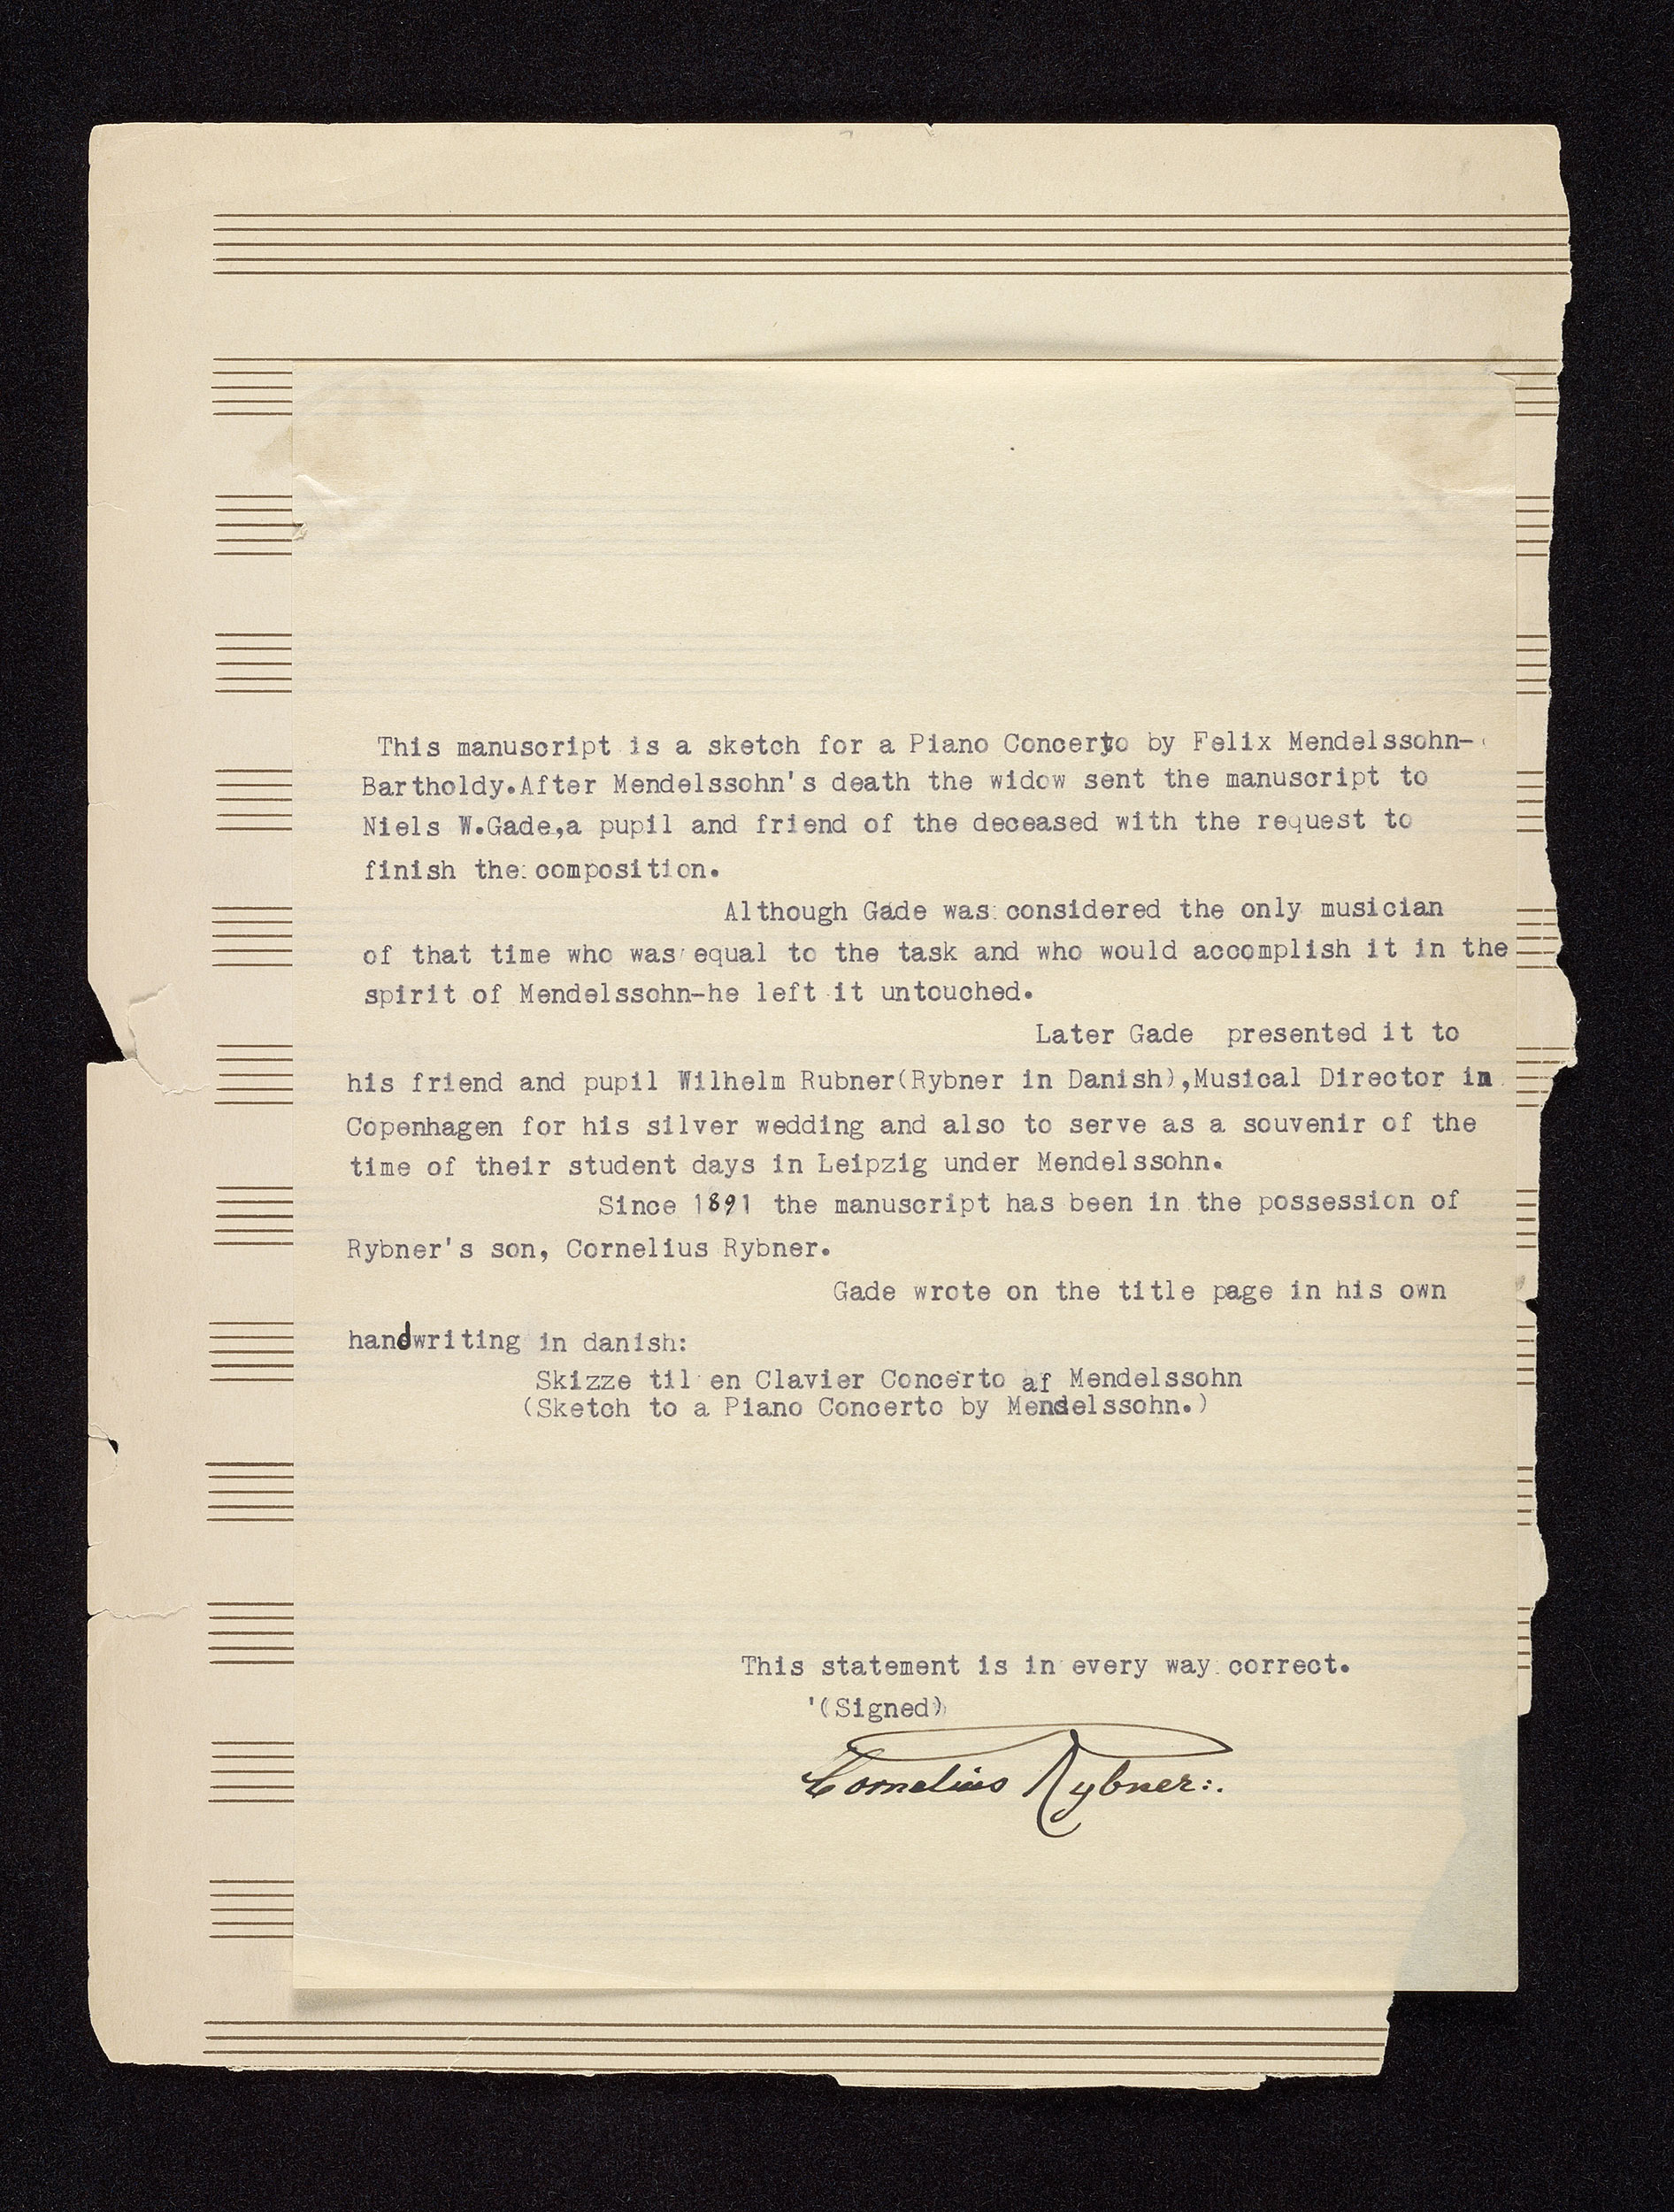 This manuscript is a sketch for a Piano Concerto by Felix Mendelssohn-
Bartholdy.After Mendelssohn's death the widow sent the manuscript to
Niels W.Gade,a pupil and friend of the deceased with the request to
finish the composition.
Although Gade was considered the only musician
of that time who was equal to the task and who would accomplish it in the
spirit of Mendelssohn-he left it untouched.
Later Gade presented it to
his friend and pupil Wilhelm Rubner(Rybner in Danish),Musical Director in
Copenhagen for his silver wedding and also to serve as a souvenir of the
time of their student days in Leipzig under Mendelssohn.
Since 1891 the manuscript has been in the possession of
Rybner's son, Cornelius Rybner.
Gade wrote on the title page in his own
handwriting in danish:
Skizze til en Clavier Concerto af Mendelssohn
(Sketch to a Piano Concerto by Mendelssohn.)
This statement is in every way correct.
'(Signed)
Cornelius Rybner:.